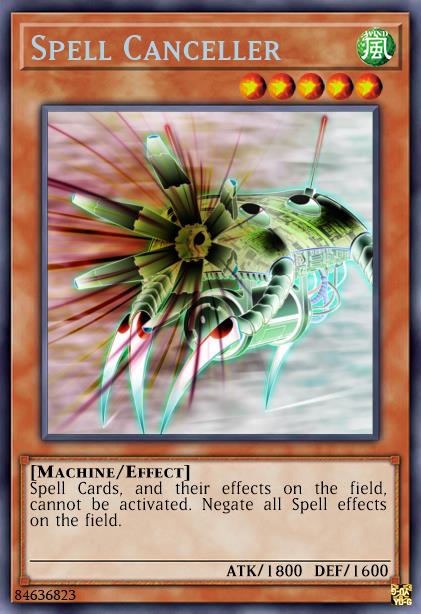 Spell Canceller
WIND
風
[Machine/Effect]
Spell Cards, and their effects on the field,
cannot be activated. Negate all Spell effects
on the field.
ATK/1800 DEF/1600
84636823